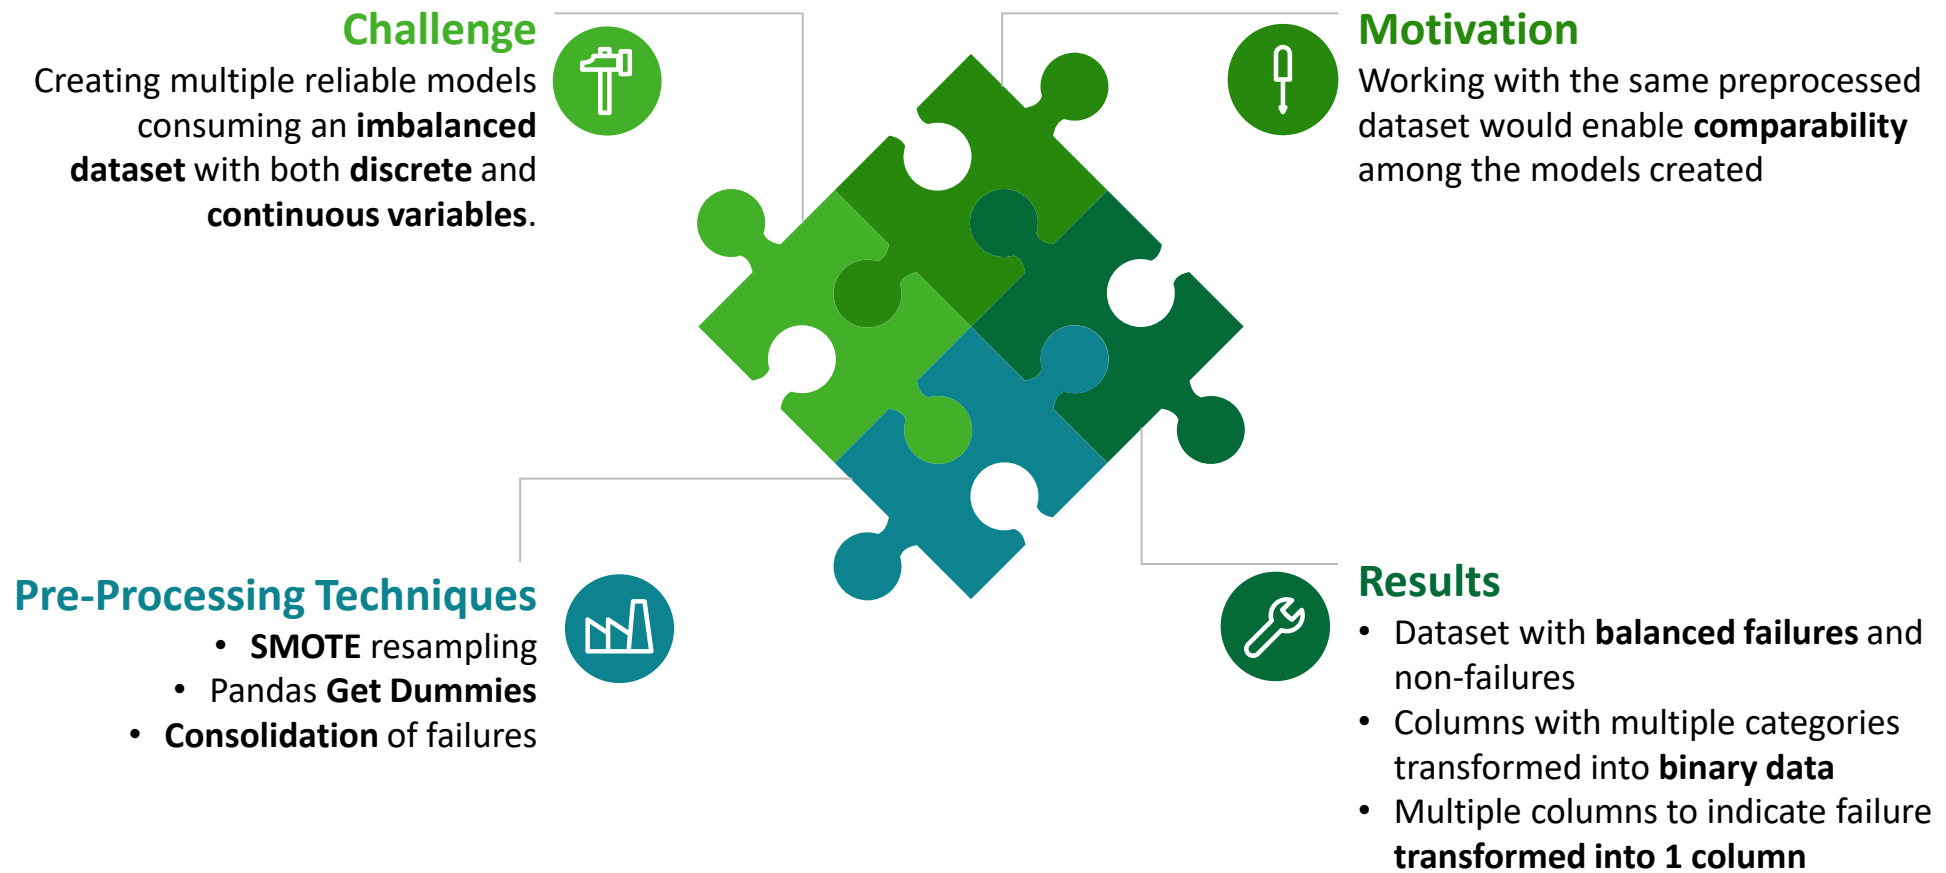 Challenge
Creating multiple reliable models
consuming an imbalanced
dataset with both discrete and
continuous variables.
Motivation
Working with the same preprocessed
dataset would enable comparability
among the models created
Pre-Processing Techniques
• SMOTE resampling
• Pandas Get Dummies
• Consolidation of failures
Results
• Dataset with balanced failures and
non-failures
• Columns with multiple categories
transformed into binary data
• Multiple columns to indicate failure
transformed into 1 column